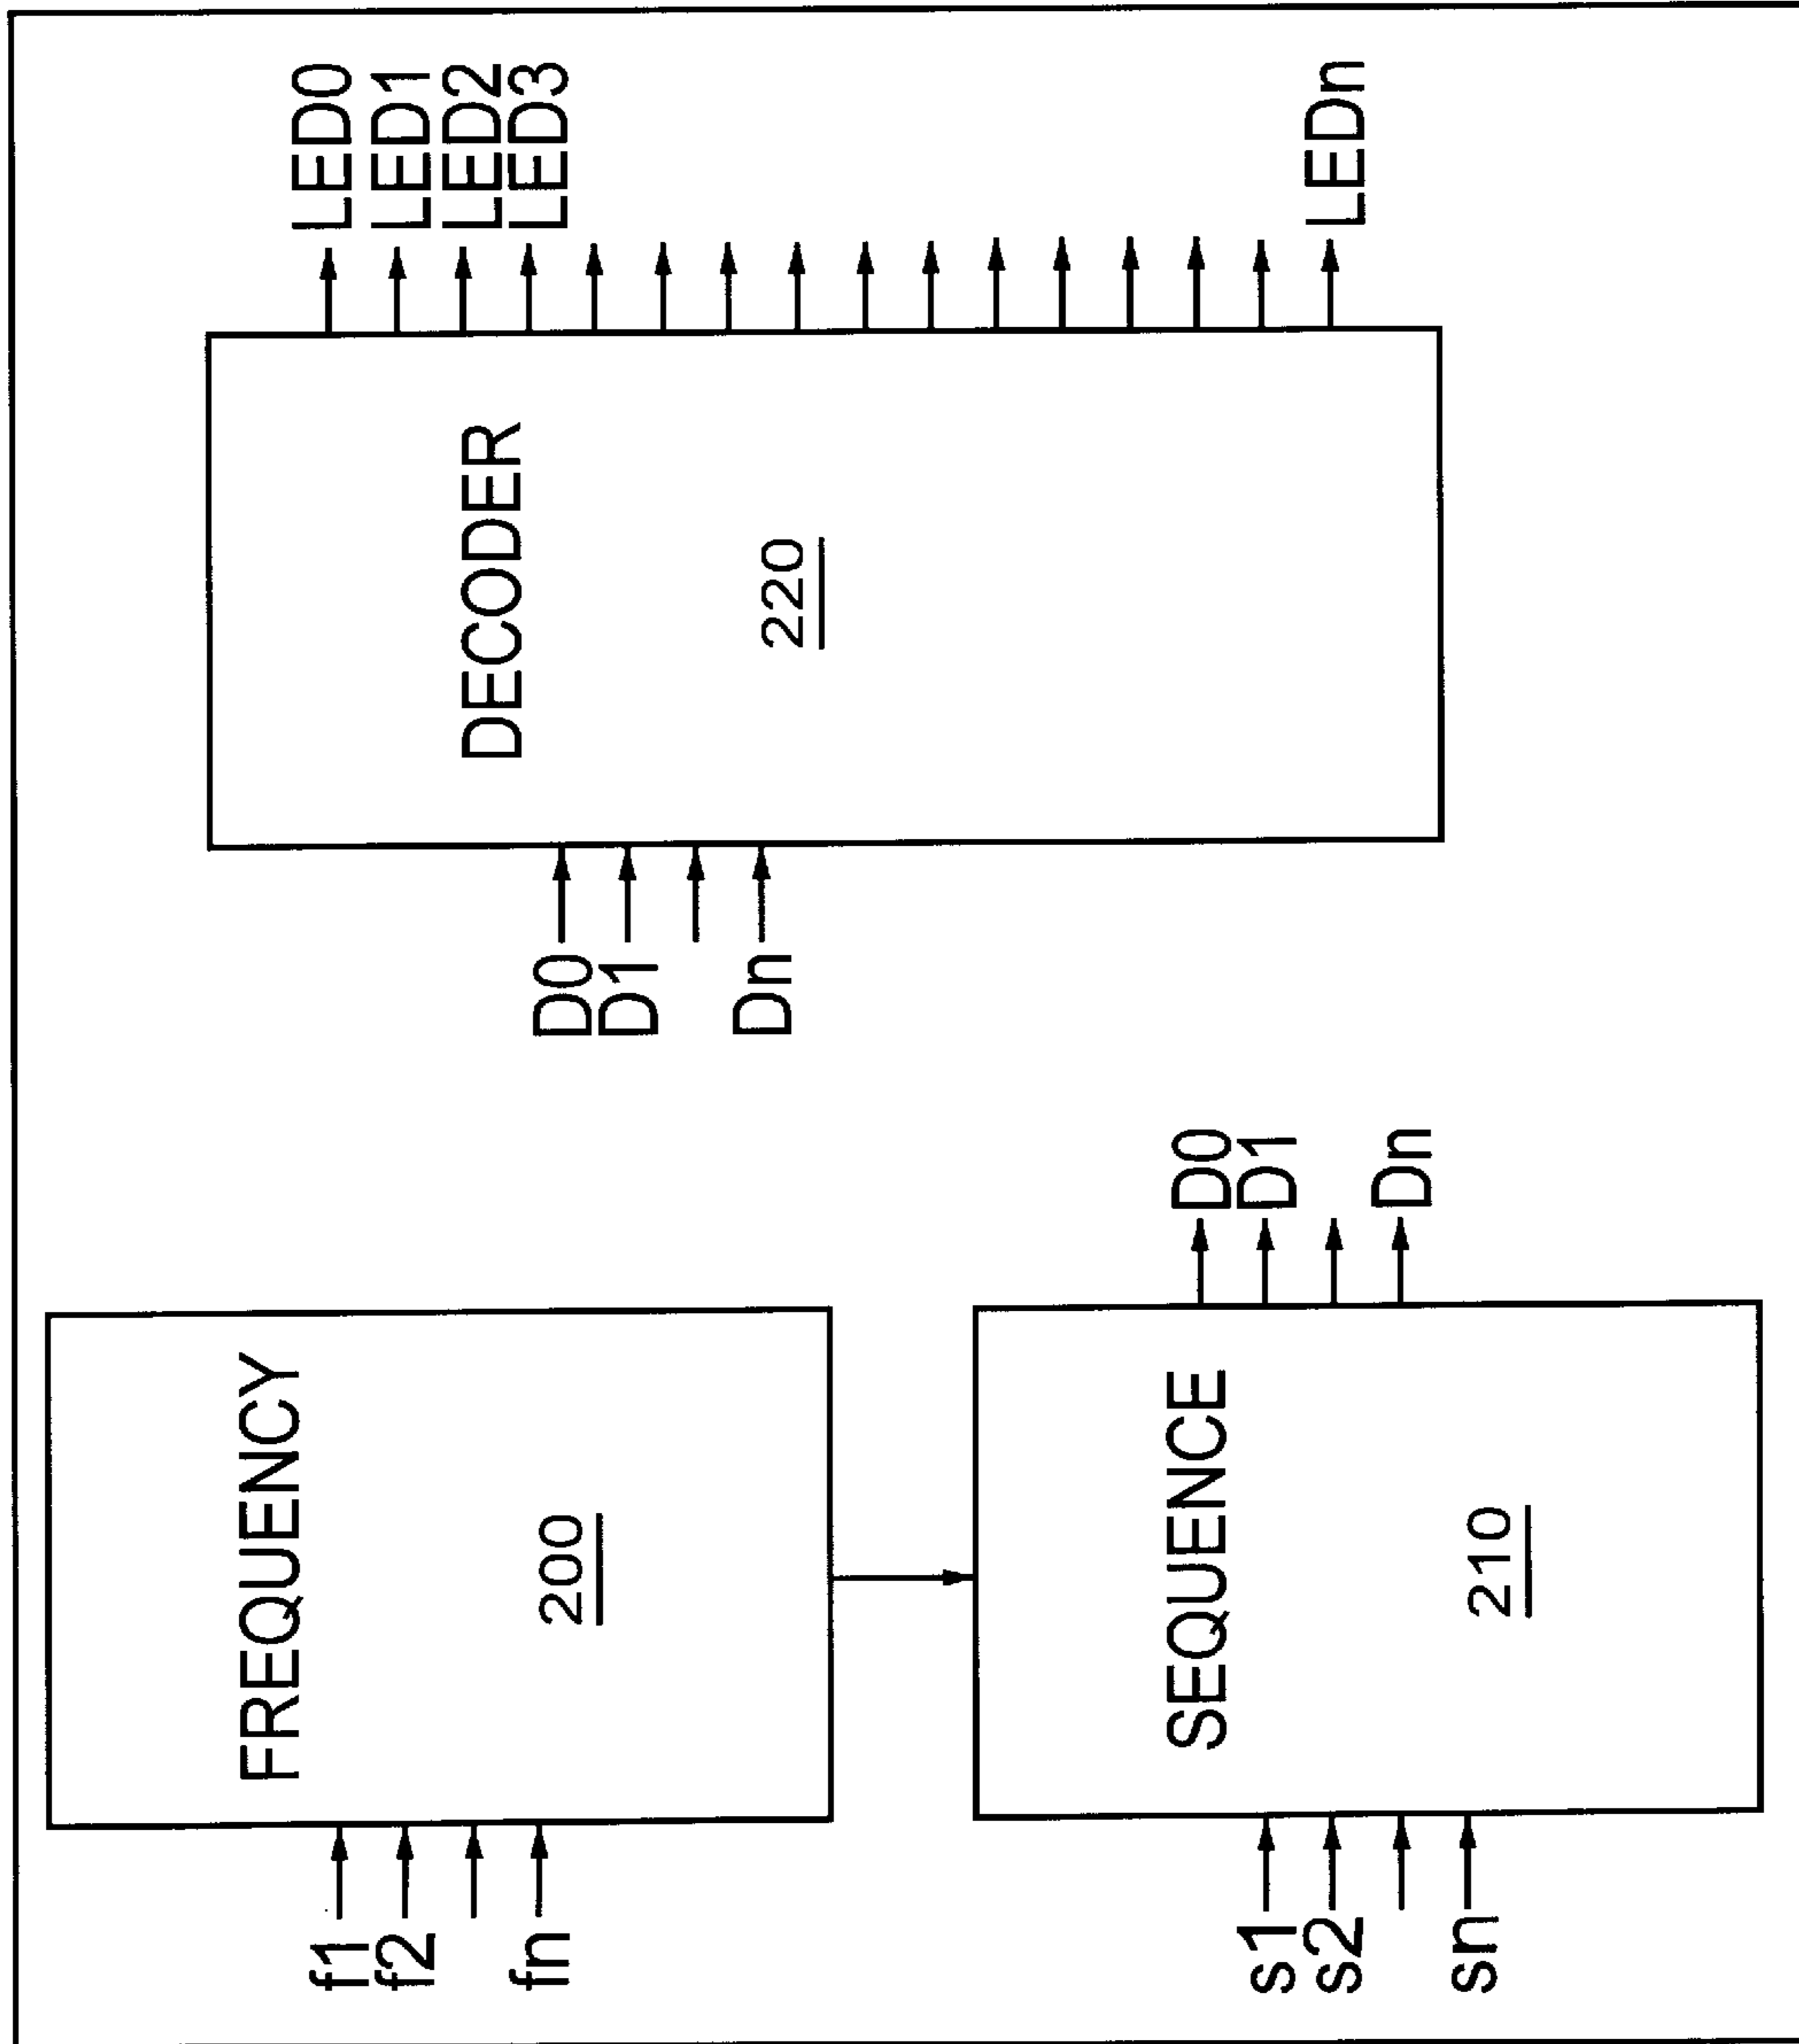 FREQUENCY
200
f1
f2
fn
SEQUENCE
210
s1
s2
sn
D0
D1
Dn
D0
D1
Dn
DECODER
220
LED0
LED1
LED2
LED3
LEDn